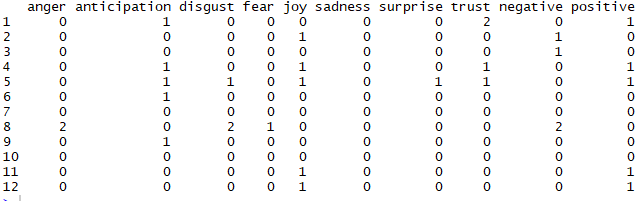 anger anticipation disgust fear joy sadness surprise trust negative positive
1 0 1 0 0 0 0 0 2 0 1
2 0 0 0 0 1 0 0 0 1 0
3 0 0 0 0 0 0 0 0 1 0
4 0 1 0 0 1 0 0 1 0 1
5 0 1 1 0 1 0 1 1 0 1
6 0 1 0 0 0 0 0 0 0 0
7 0 0 0 0 0 0 0 0 0 0
8 2 0 2 1 0 0 0 0 2 0
9 0 1 0 0 0 0 0 0 0 0
10 0 0 0 0 0 0 0 0 0 0
11 0 0 0 0 1 0 0 0 0 1
12 0 0 0 0 1 0 0 0 0 1